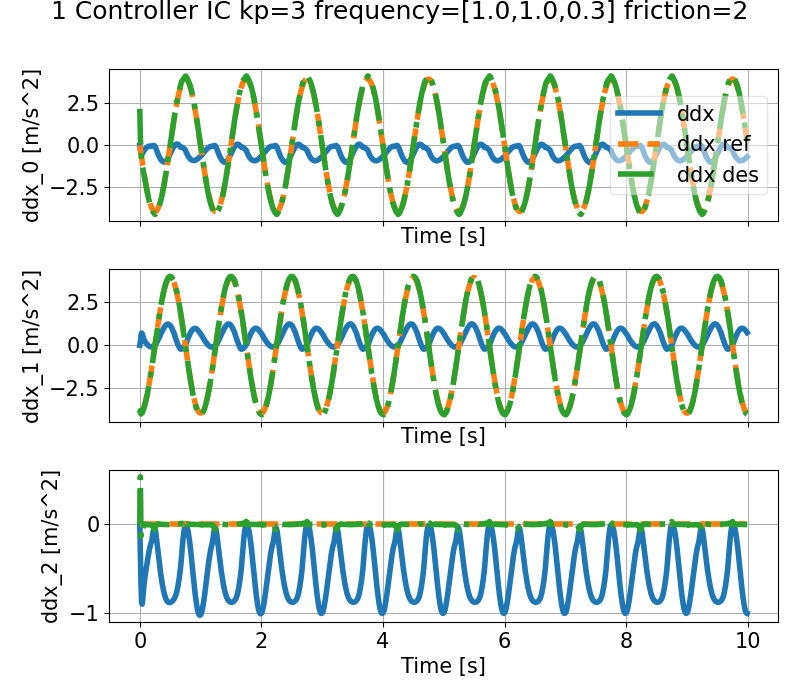 1 Controller IC kp=3 frequency=[1.0,1.0,0.3] friction=2
ddx_0 [m/s^2]
2.5
0.0
−2.5
ddx
ddx ref
ddx des
Time [s]
ddx_1 [m/s^2]
2.5
0.0
−2.5
Time [s]
ddx_2 [m/s^2]
0
−1
0 2 4 6 8 10
Time [s]